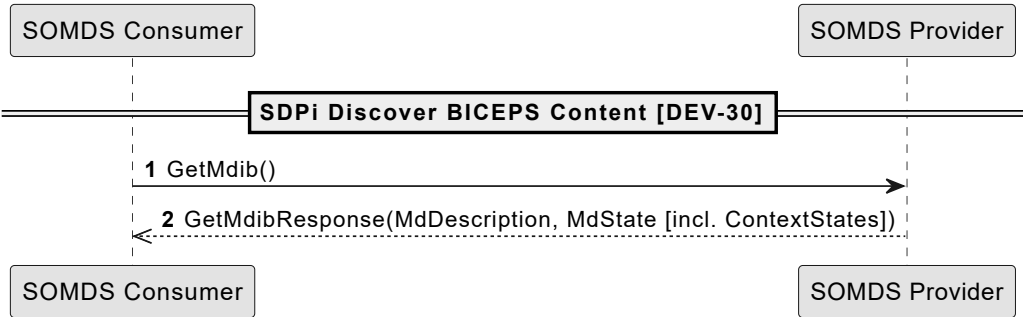 SOMDS Consumer
SOMDS Provider
SDPi Discover BICEPS Content [DEV-30]
1 GetMdib()
2 GetMdibResponse(MdDescription, MdState [incl. ContextStates])
SOMDS Consumer
SOMDS Provider